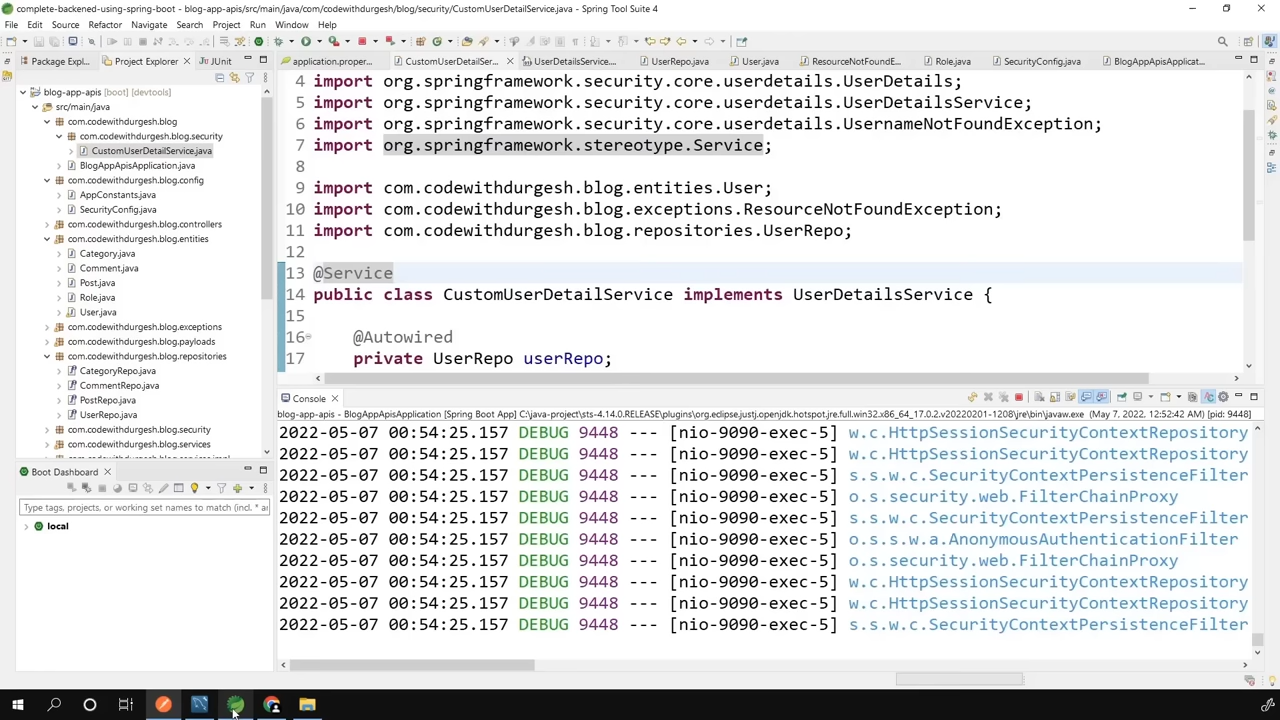 complete-backened-using-spring-boot - blog-app-apis/src/main/java/com/codewithdurgesh/blog/security/CustomUserDetailService.java - Spring Tool Suite 4
File Edit Source Refactor Navigate Search Project Run Window Help
Package Expl... Project Explorer JUnit
application.proper... CustomUserDetailSer... UserDetailsService.... UserRepo.java User.java ResourceNotFoundE... Role.java SecurityConfig.java BlogAppApisApplicat...
blog-app-apis [boot] [devtools]
src/main/java
com.codewithdurgesh.blog
com.codewithdurgesh.blog.security
CustomUserDetailService.java
BlogAppApisApplication.java
com.codewithdurgesh.blog.config
AppConstants.java
SecurityConfig.java
com.codewithdurgesh.blog.controllers
com.codewithdurgesh.blog.entities
Category.java
Comment.java
Post.java
Role.java
User.java
com.codewithdurgesh.blog.exceptions
com.codewithdurgesh.blog.payloads
com.codewithdurgesh.blog.repositories
CategoryRepo.java
CommentRepo.java
PostRepo.java
UserRepo.java
com.codewithdurgesh.blog.security
com.codewithdurgesh.blog.services
4 import org.springframework.security.core.userdetails.UserDetails;
5 import org.springframework.security.core.userdetails.UserDetailsService;
6 import org.springframework.security.core.userdetails.UsernameNotFoundException;
7 import org.springframework.stereotype.Service;
8
9 import com.codewithdurgesh.blog.entities.User;
10 import com.codewithdurgesh.blog.exceptions.ResourceNotFoundException;
11 import com.codewithdurgesh.blog.repositories.UserRepo;
12
13 @Service
14 public class CustomUserDetailService implements UserDetailsService {
15
16 @Autowired
17 private UserRepo userRepo;
Boot Dashboard
Type tags, projects, or working set names to match (incl. * ar
local
Console
blog-app-apis - BlogAppApisApplication [Spring Boot App] C:\java-project\sts-4.14.0.RELEASE\plugins\org.eclipse.justj.openjdk.hotspot.jre.full.win32.x86_64_17.0.2.v20220201-1208\jre\bin\javaw.exe (May 7, 2022, 12:52:42 AM) [pid: 9448]
2022-05-07 00:54:25.157 DEBUG 9448 --- [nio-9090-exec-5] w.c.HttpSessionSecurityContextRepository
2022-05-07 00:54:25.157 DEBUG 9448 --- [nio-9090-exec-5] w.c.HttpSessionSecurityContextRepository
2022-05-07 00:54:25.157 DEBUG 9448 --- [nio-9090-exec-5] s.s.w.c.SecurityContextPersistenceFilter
2022-05-07 00:54:25.157 DEBUG 9448 --- [nio-9090-exec-5] o.s.security.web.FilterChainProxy
2022-05-07 00:54:25.157 DEBUG 9448 --- [nio-9090-exec-5] s.s.w.c.SecurityContextPersistenceFilter
2022-05-07 00:54:25.157 DEBUG 9448 --- [nio-9090-exec-5] o.s.s.w.a.AnonymousAuthenticationFilter
2022-05-07 00:54:25.157 DEBUG 9448 --- [nio-9090-exec-5] o.s.security.web.FilterChainProxy
2022-05-07 00:54:25.157 DEBUG 9448 --- [nio-9090-exec-5] w.c.HttpSessionSecurityContextRepository
2022-05-07 00:54:25.157 DEBUG 9448 --- [nio-9090-exec-5] w.c.HttpSessionSecurityContextRepository
2022-05-07 00:54:25.157 DEBUG 9448 --- [nio-9090-exec-5] s.s.w.c.SecurityContextPersistenceFilter